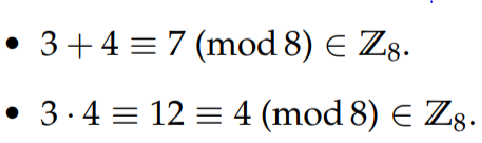 • 3 + 4 ≡ 7 (mod 8) ∈ ℤ₈.
• 3 · 4 ≡ 12 ≡ 4 (mod 8) ∈ ℤ₈.